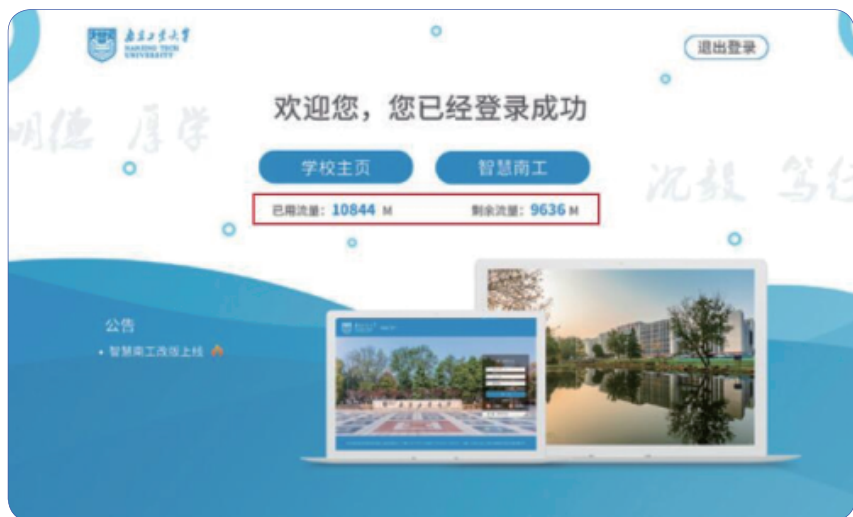 南京工业大学
NANJING TECH
UNIVERSITY
退出登录
明德 厚学
欢迎您，您已经登录成功
学校主页 智慧南工
沉毅 笃行
已用流量：10844 M 剩余流量：9636 M
公告
• 智慧南工改版上线